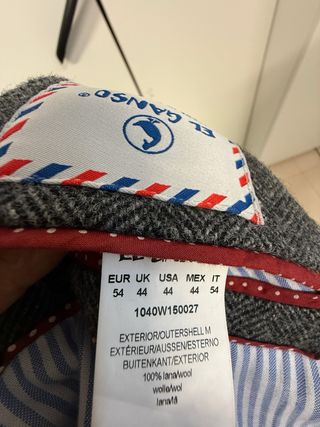 EL GANSO®
EUR UK USA MEX IT
54 44 44 44 54
1040W150027
EXTERIOR/OUTERSHELL M
EXTÉRIEUR/AUSSEN/ESTERNO
BUITENKANT/EXTERIOR
100% lana/wool
wolle/wol
lana/lã